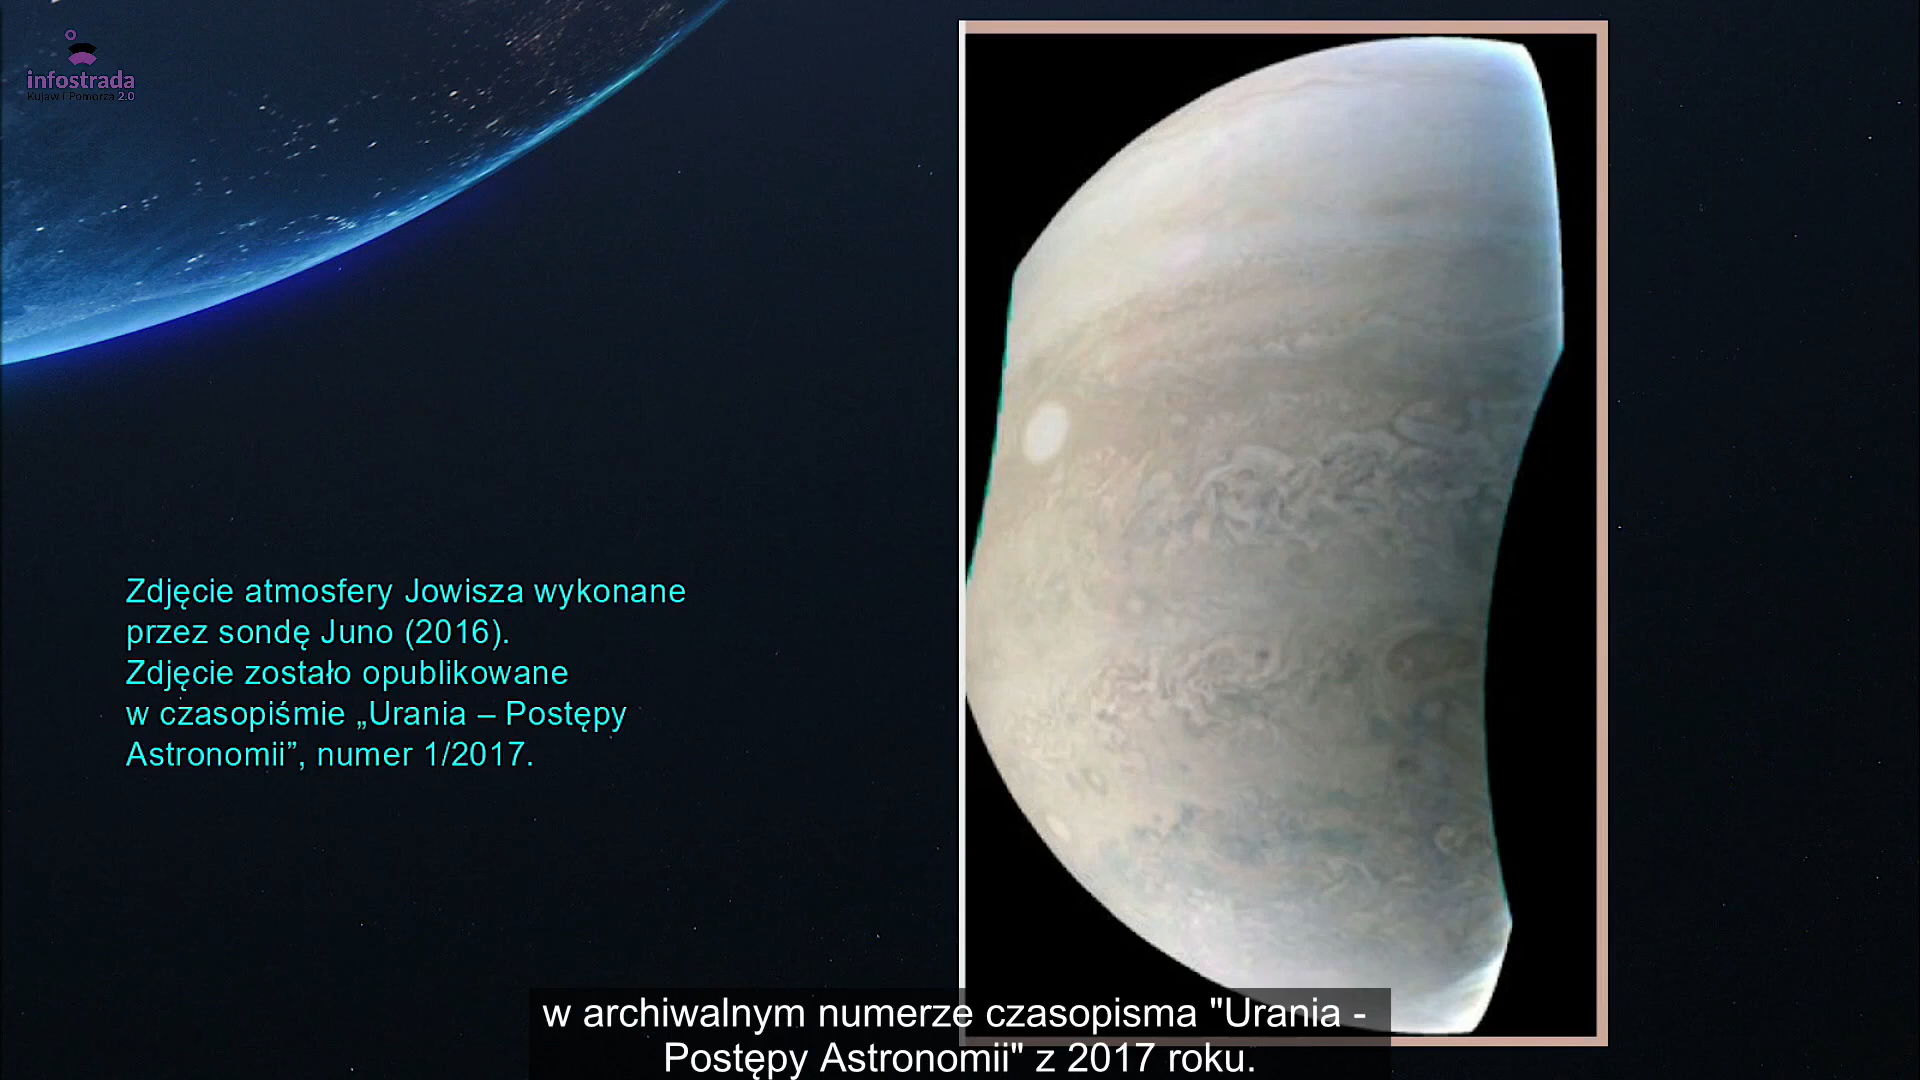 infostrada
Kujaw i Pomorza 2.0
Zdjęcie atmosfery Jowisza wykonane
przez sondę Juno (2016).
Zdjęcie zostało opublikowane
w czasopiśmie „Urania – Postępy
Astronomii”, numer 1/2017.
w archiwalnym numerze czasopisma "Urania -
Postępy Astronomii" z 2017 roku.